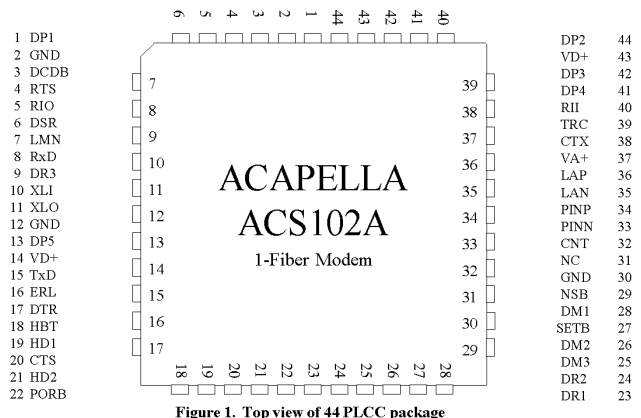 6 5 4 3 2 1 44 43 42 41 40
1 DP1
2 GND
3 DCDB
4 RTS
5 RIO
6 DSR
7 LMN
8 RxD
9 DR3
10 XLI
11 XLO
12 GND
13 DP5
14 VD+
15 TxD
16 ERL
17 DTR
18 HBT
19 HD1
20 CTS
21 HD2
22 PORB
7
8
9
10
11
12
13
14
15
16
17
ACAPELLA
ACS102A
1-Fiber Modem
39
38
37
36
35
34
33
32
31
30
29
DP2 44
VD+ 43
DP3 42
DP4 41
RII 40
TRC 39
CTX 38
VA+ 37
LAP 36
LAN 35
PINP 34
PINN 33
CNT 32
NC 31
GND 30
NSB 29
DM1 28
SETB 27
DM2 26
DM3 25
DR2 24
DR1 23
18 19 20 21 22 23 24 25 26 27 28
Figure 1. Top view of 44 PLCC package